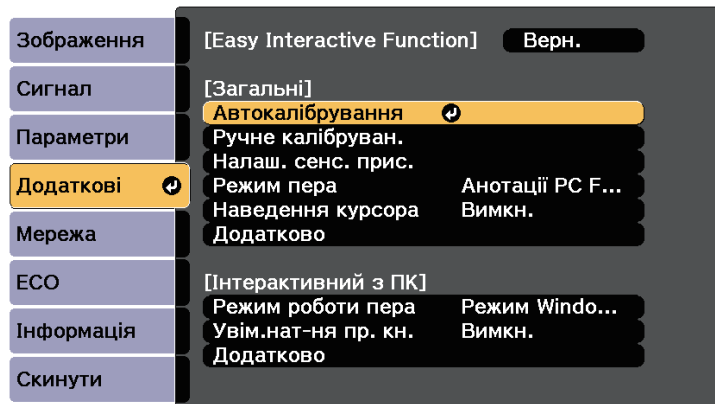 Зображення
Сигнал
Параметри
Додаткові
Мережа
ECO
Інформація
Скинути
[Easy Interactive Function] Верн.
[Загальні]
Автокалібрування
Ручне калібруван.
Налаш. сенс. прис.
Режим пера Анотації PC F...
Наведення курсора Вимкн.
Додатково
[Інтерактивний з ПК]
Режим роботи пера Режим Windo...
Увім.нат-ня пр. кн. Вимкн.
Додатково